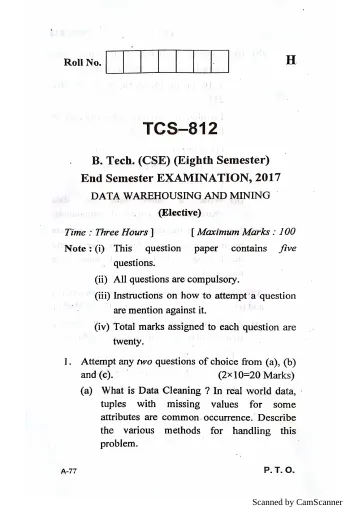 Roll No. H
TCS–812
B. Tech. (CSE) (Eighth Semester)
End Semester EXAMINATION, 2017
DATA WAREHOUSING AND MINING
(Elective)
Time : Three Hours ] [ Maximum Marks : 100
Note : (i) This question paper contains five
questions.
(ii) All questions are compulsory.
(iii) Instructions on how to attempt a question
are mention against it.
(iv) Total marks assigned to each question are
twenty.
1. Attempt any two questions of choice from (a), (b)
and (c). (2×10=20 Marks)
(a) What is Data Cleaning ? In real world data,
tuples with missing values for some
attributes are common occurrence. Describe
the various methods for handling this
problem.
A-77 P. T. O.
Scanned by CamScanner